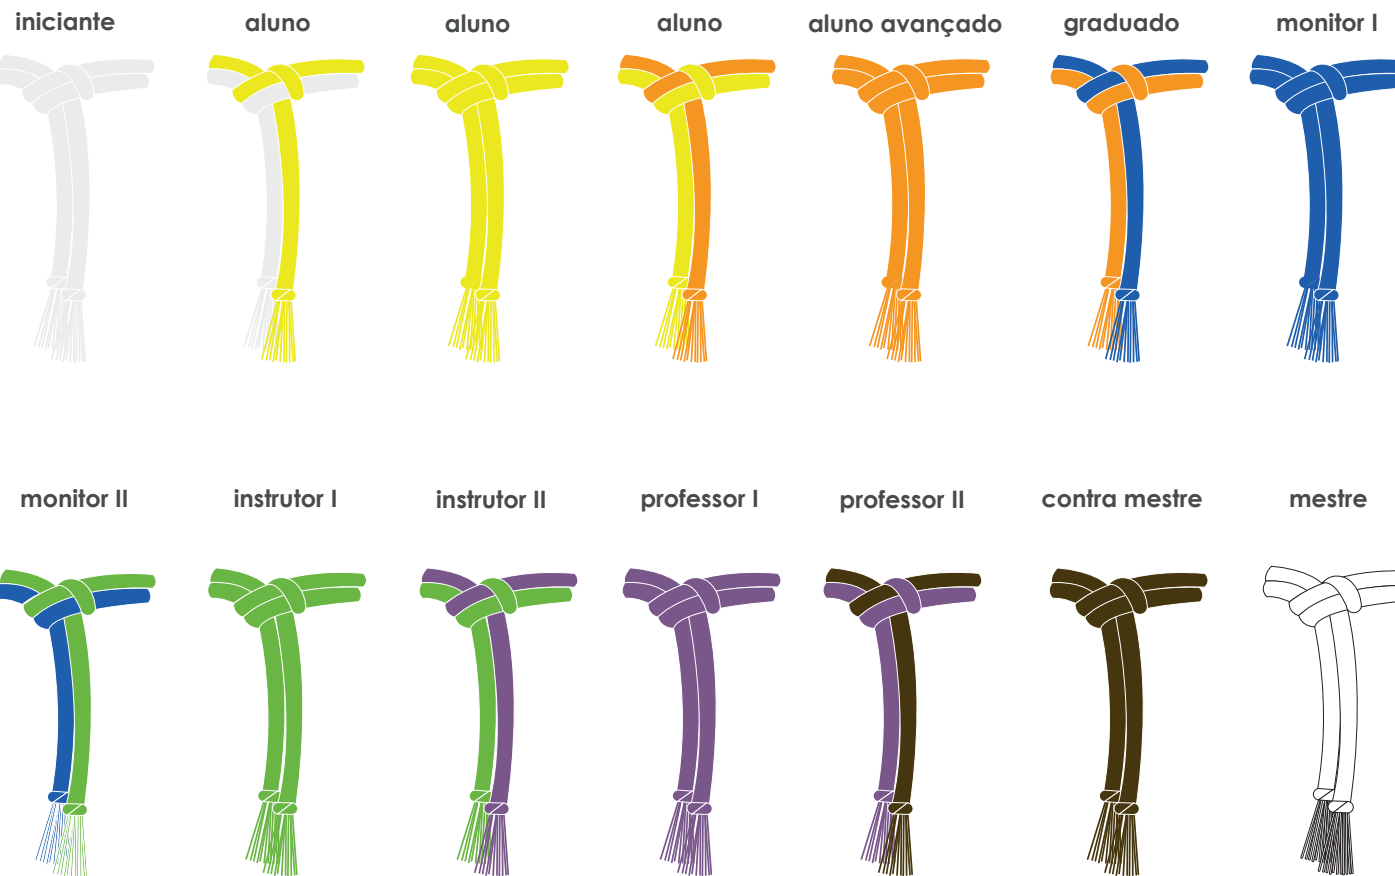 iniciante
aluno
aluno
aluno
aluno avançado
graduado
monitor I
monitor II
instrutor I
instrutor II
professor I
professor II
contra mestre
mestre